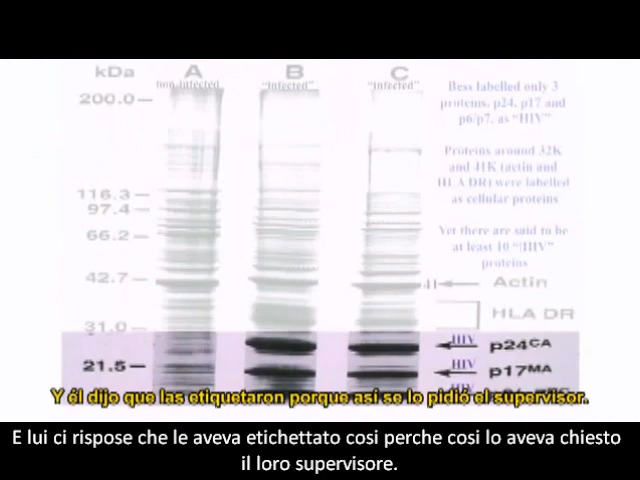 kDa
A
B
C
non-infected
"infected"
"infected"
Bess labelled only 3
proteins, p24, p17 and
p6/p7, as "HIV"
200.0
Proteins around 32K
and 41K (actin and
HLA DR) were labelled
as cellular proteins
116.3
97.4
66.2
Yet there are said to be
at least 10 "HIV"
proteins
42.7
41
Actin
HLA DR
31.0
HIV
p24CA
21.5
HIV
p17MA
HIV
Y él dijo que las etiquetaron porque así se lo pidió el supervisor.
E lui ci rispose che le aveva etichettato cosi perche cosi lo aveva chiesto
il loro supervisore.